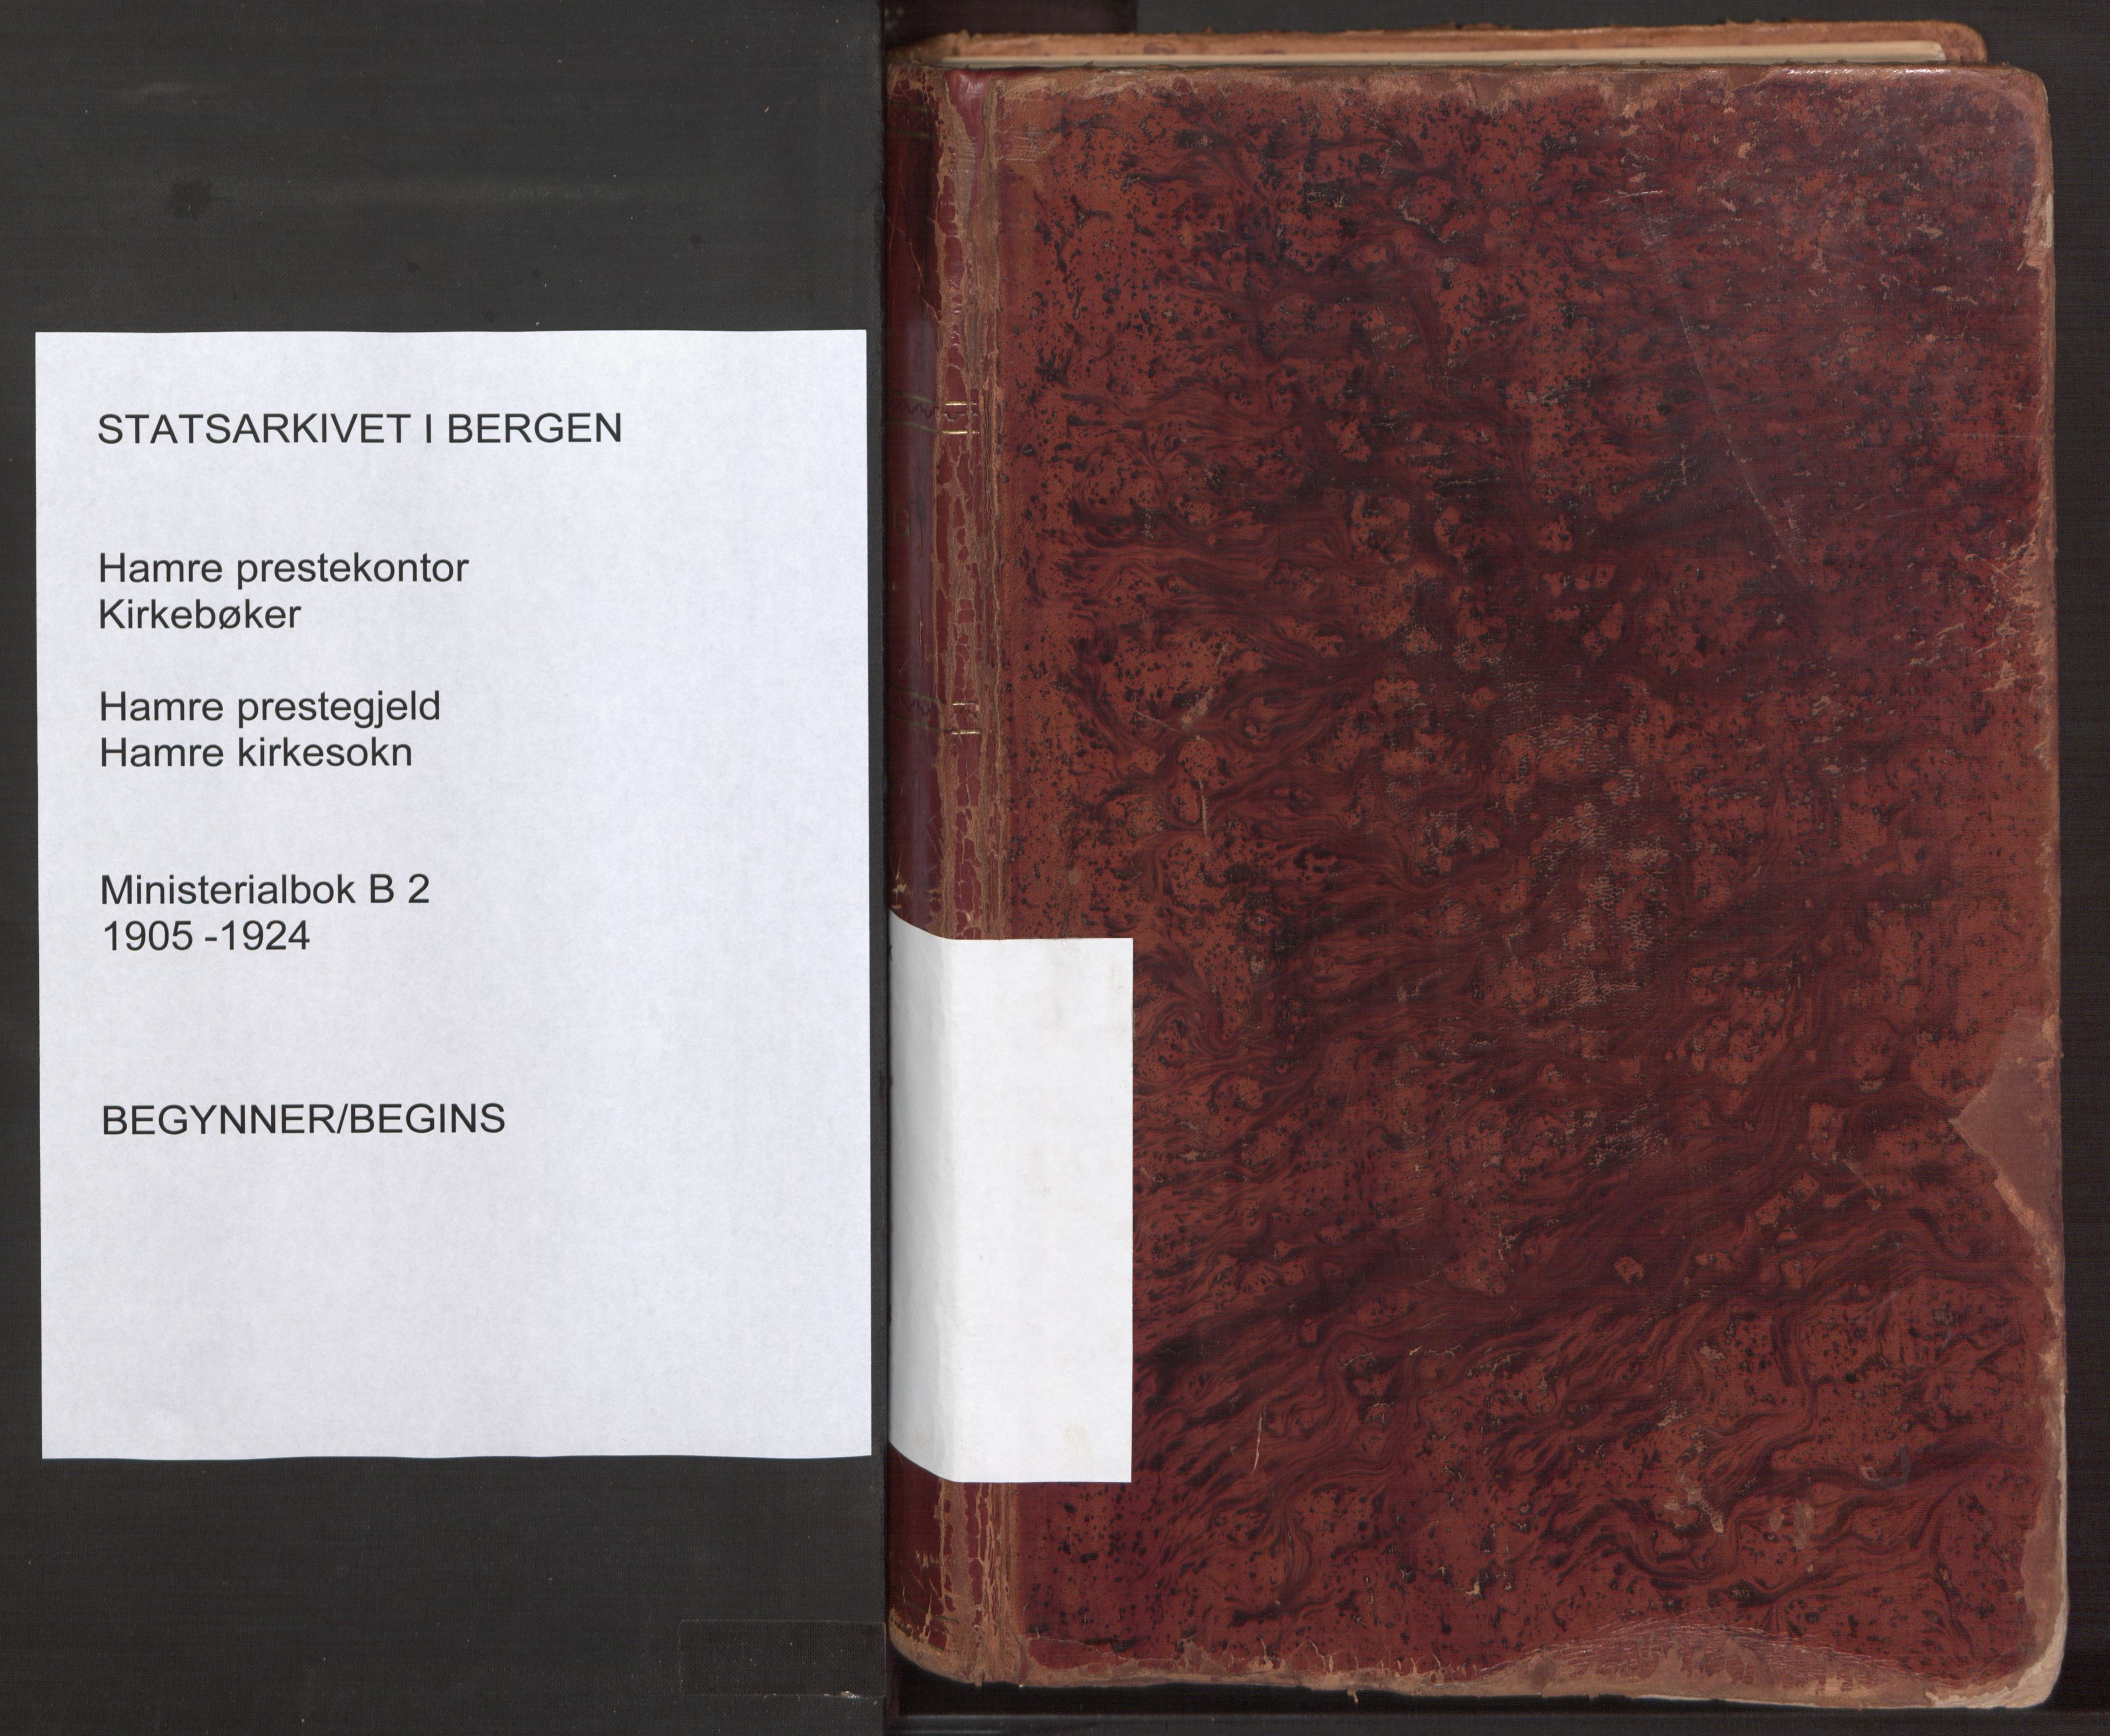 STATSARKIVET I BERGEN
Hamre prestekontor
Kirkebøker
Hamre prestegjeld
Hamre kirkesokn
Ministerialbok B 2
1905 -1924
BEGYNNER/BEGINS